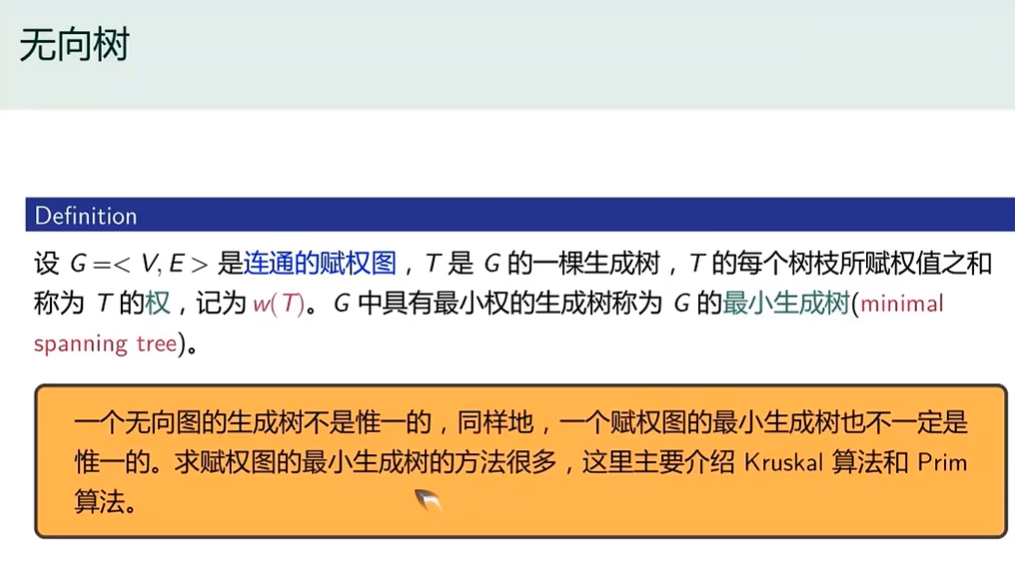 无向树
Definition
设 G=< V, E > 是连通的赋权图，T 是 G 的一棵生成树，T 的每个树枝所赋权值之和
称为 T 的权，记为 w(T)。G 中具有最小权的生成树称为 G 的最小生成树(minimal
spanning tree)。
一个无向图的生成树不是惟一的，同样地，一个赋权图的最小生成树也不一定是
惟一的。求赋权图的最小生成树的方法很多，这里主要介绍 Kruskal 算法和 Prim
算法。